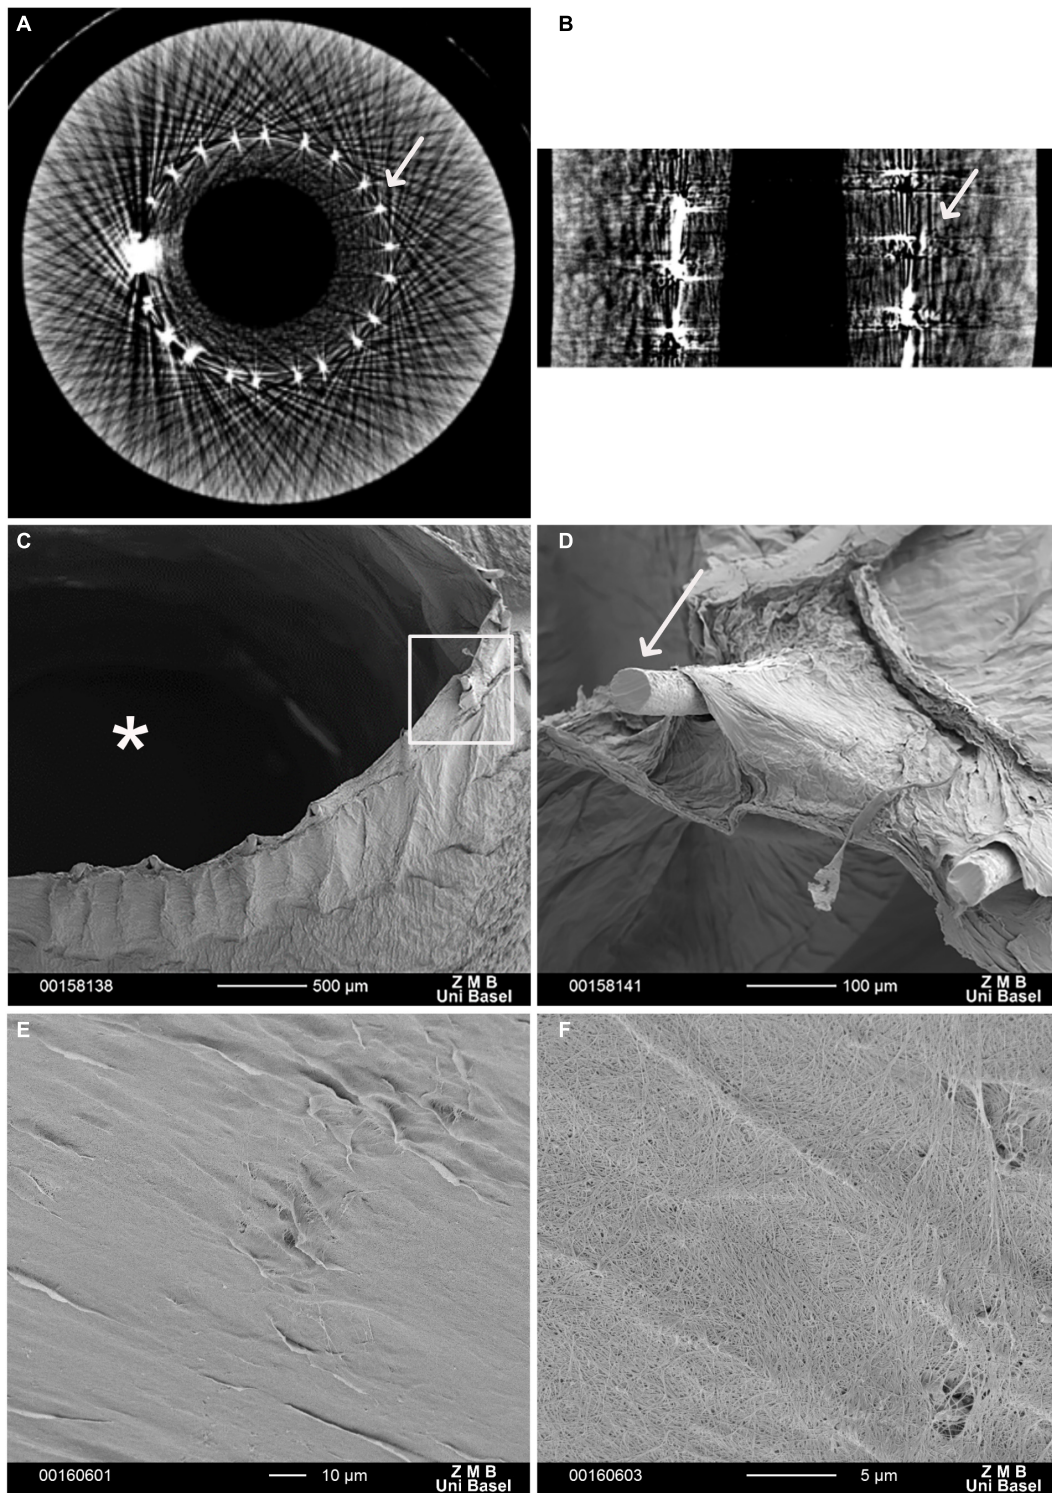 A
B
C
*
D
00158138 500 µm Z M B
Uni Basel
00158141 100 µm Z M B
Uni Basel
E
F
00160601 10 µm Z M B
Uni Basel
00160603 5 µm Z M B
Uni Basel